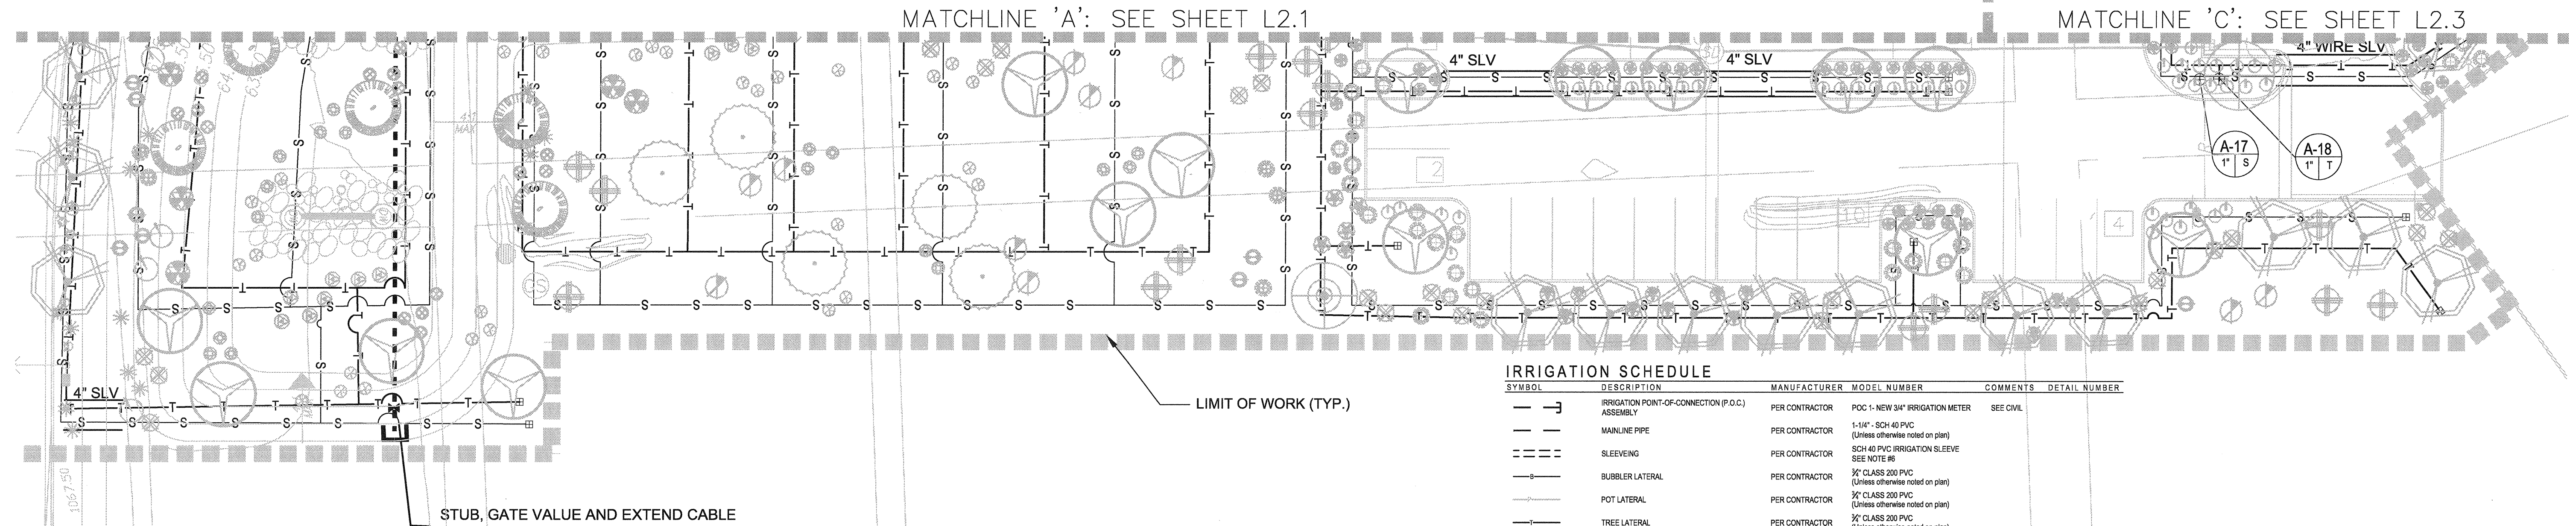 MATCHLINE 'A': SEE SHEET L2.1
MATCHLINE 'C': SEE SHEET L2.3
4" SLV
4" SLV
4" WIRE SLV
4:1
MAX
2
A-17
1" S
A-18
1" T
10
4
GS
4" SLV
LIMIT OF WORK (TYP.)
1067.50
STUB, GATE VALUE AND EXTEND CABLE
IRRIGATION SCHEDULE
SYMBOL DESCRIPTION MANUFACTURER MODEL NUMBER COMMENTS DETAIL NUMBER
IRRIGATION POINT-OF-CONNECTION (P.O.C.)
ASSEMBLY PER CONTRACTOR POC 1- NEW 3/4" IRRIGATION METER SEE CIVIL
MAINLINE PIPE PER CONTRACTOR 1-1/4" - SCH 40 PVC
(Unless otherwise noted on plan)
SLEEVEING PER CONTRACTOR SCH 40 PVC IRRIGATION SLEEVE
SEE NOTE #6
S BUBBLER LATERAL PER CONTRACTOR ¾" CLASS 200 PVC
(Unless otherwise noted on plan)
POT LATERAL PER CONTRACTOR ¾" CLASS 200 PVC
(Unless otherwise noted on plan)
T TREE LATERAL PER CONTRACTOR ¾" CLASS 200 PVC